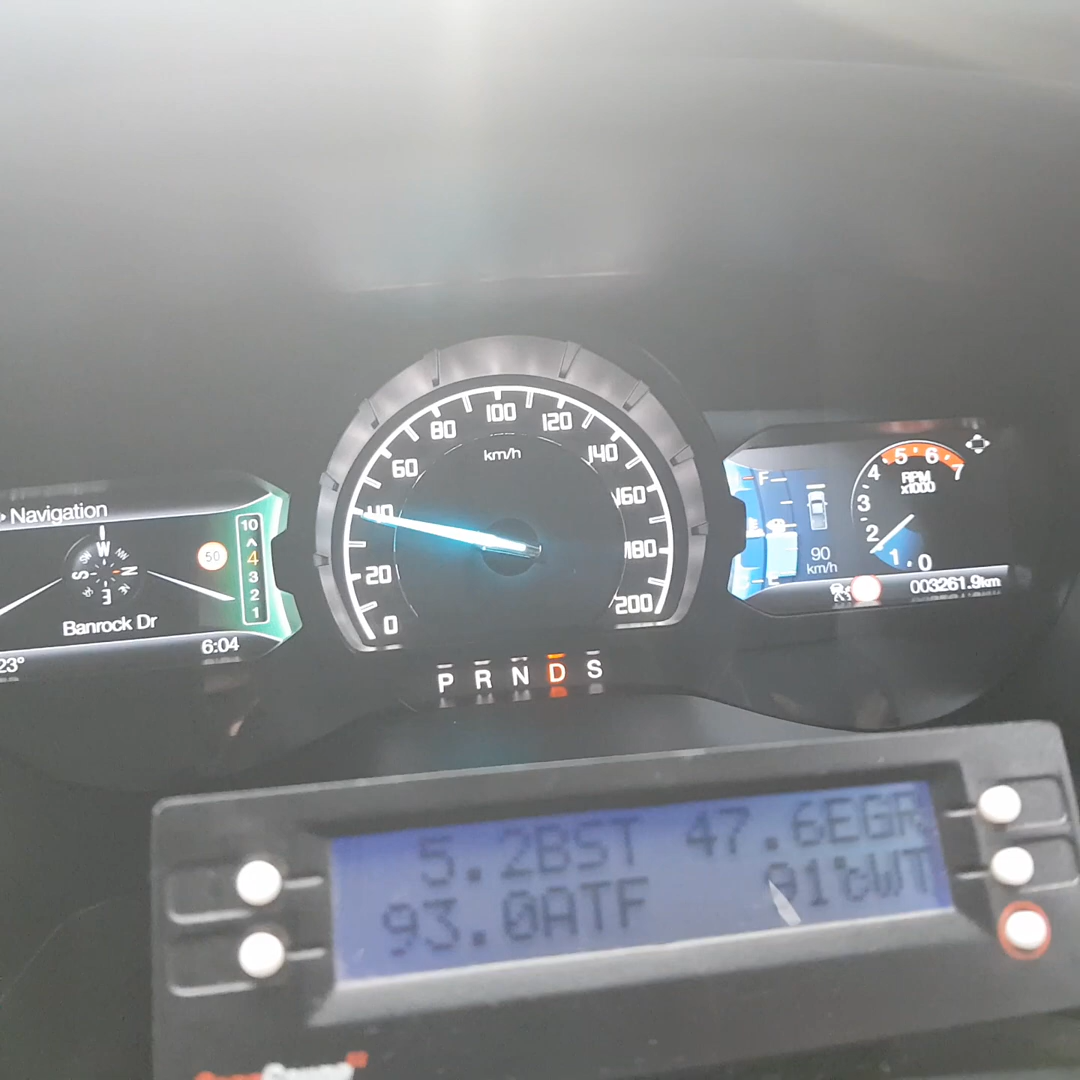 Navigation
W
NW
N
S
E
50
10
4
3
2
1
Banrock Dr
23°
6:04
0
20
40
60
80
100
120
140
160
180
200
km/h
P R N D S
F
E
90
km/h
0
1
2
3
4
5
6
7
RPM
x1000
003261.9km
5.2BST 47.6EGR
93.0ATF 91°cWT